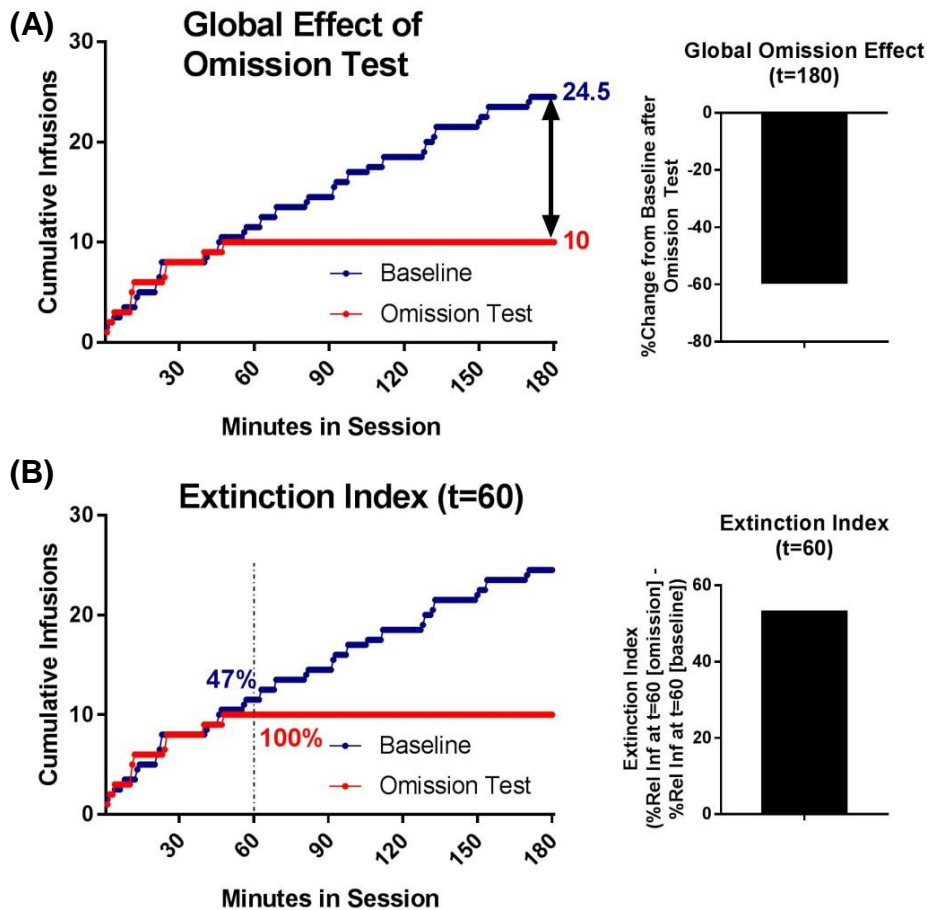 (A)
Global Effect of
Omission Test
30
20
10
0
Cumulative Infusions
24.5
10
Baseline
Omission Test
30
60
90
120
150
180
Minutes in Session
Global Omission Effect
(t=180)
0
-20
-40
-60
-80
%Change from Baseline after
Omission Test
(B)
Extinction Index (t=60)
30
20
10
0
Cumulative Infusions
47%
100%
Baseline
Omission Test
30
60
90
120
150
180
Minutes in Session
Extinction Index
(t=60)
60
40
20
0
Extinction Index
(%Rel Inf at t=60 [omission] -
%Rel Inf at t=60 [baseline])